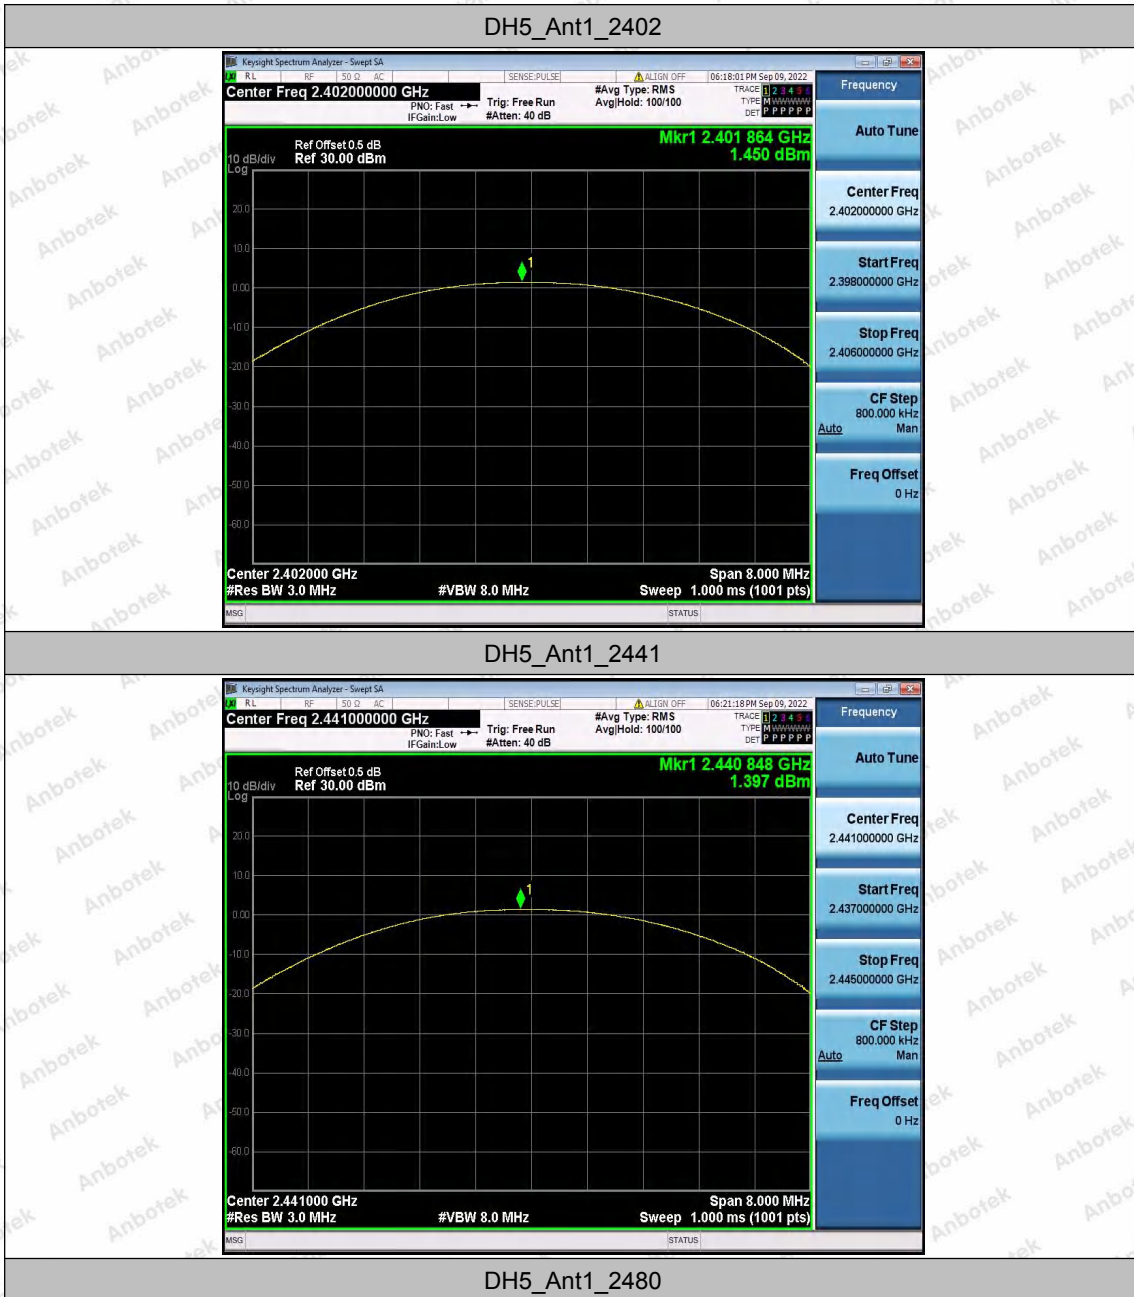 DH5_Ant1_2402
Keysight Spectrum Analyzer - Swept SA
LXI RL RF 50 Ω AC SENSE:PULSE ALIGN OFF 06:18:01 PM Sep 09, 2022
Center Freq 2.402000000 GHz
PNO: Fast
IFGain:Low
Trig: Free Run
#Atten: 40 dB
#Avg Type: RMS
Avg|Hold: 100/100
TRACE 1 2 3 4 5 6
TYPE M WWWWW
DET P P P P P P
Frequency
Mkr1 2.401 864 GHz
1.450 dBm
Ref Offset 0.5 dB
10 dB/div Ref 30.00 dBm
Log
20.0
10.0
0.00
-10.0
-20.0
-30.0
-40.0
-50.0
-60.0
1
Auto Tune
Center Freq
2.402000000 GHz
Start Freq
2.398000000 GHz
Stop Freq
2.406000000 GHz
CF Step
800.000 kHz
Auto Man
Freq Offset
0 Hz
Center 2.402000 GHz Span 8.000 MHz
#Res BW 3.0 MHz #VBW 8.0 MHz Sweep 1.000 ms (1001 pts)
MSG STATUS
DH5_Ant1_2441
Keysight Spectrum Analyzer - Swept SA
LXI RL RF 50 Ω AC SENSE:PULSE ALIGN OFF 06:21:18 PM Sep 09, 2022
Center Freq 2.441000000 GHz
PNO: Fast
IFGain:Low
Trig: Free Run
#Atten: 40 dB
#Avg Type: RMS
Avg|Hold: 100/100
TRACE 1 2 3 4 5 6
TYPE M WWWWW
DET P P P P P P
Frequency
Mkr1 2.440 848 GHz
1.397 dBm
Ref Offset 0.5 dB
10 dB/div Ref 30.00 dBm
Log
20.0
10.0
0.00
-10.0
-20.0
-30.0
-40.0
-50.0
-60.0
1
Auto Tune
Center Freq
2.441000000 GHz
Start Freq
2.437000000 GHz
Stop Freq
2.445000000 GHz
CF Step
800.000 kHz
Auto Man
Freq Offset
0 Hz
Center 2.441000 GHz Span 8.000 MHz
#Res BW 3.0 MHz #VBW 8.0 MHz Sweep 1.000 ms (1001 pts)
MSG STATUS
DH5_Ant1_2480
Anbotek